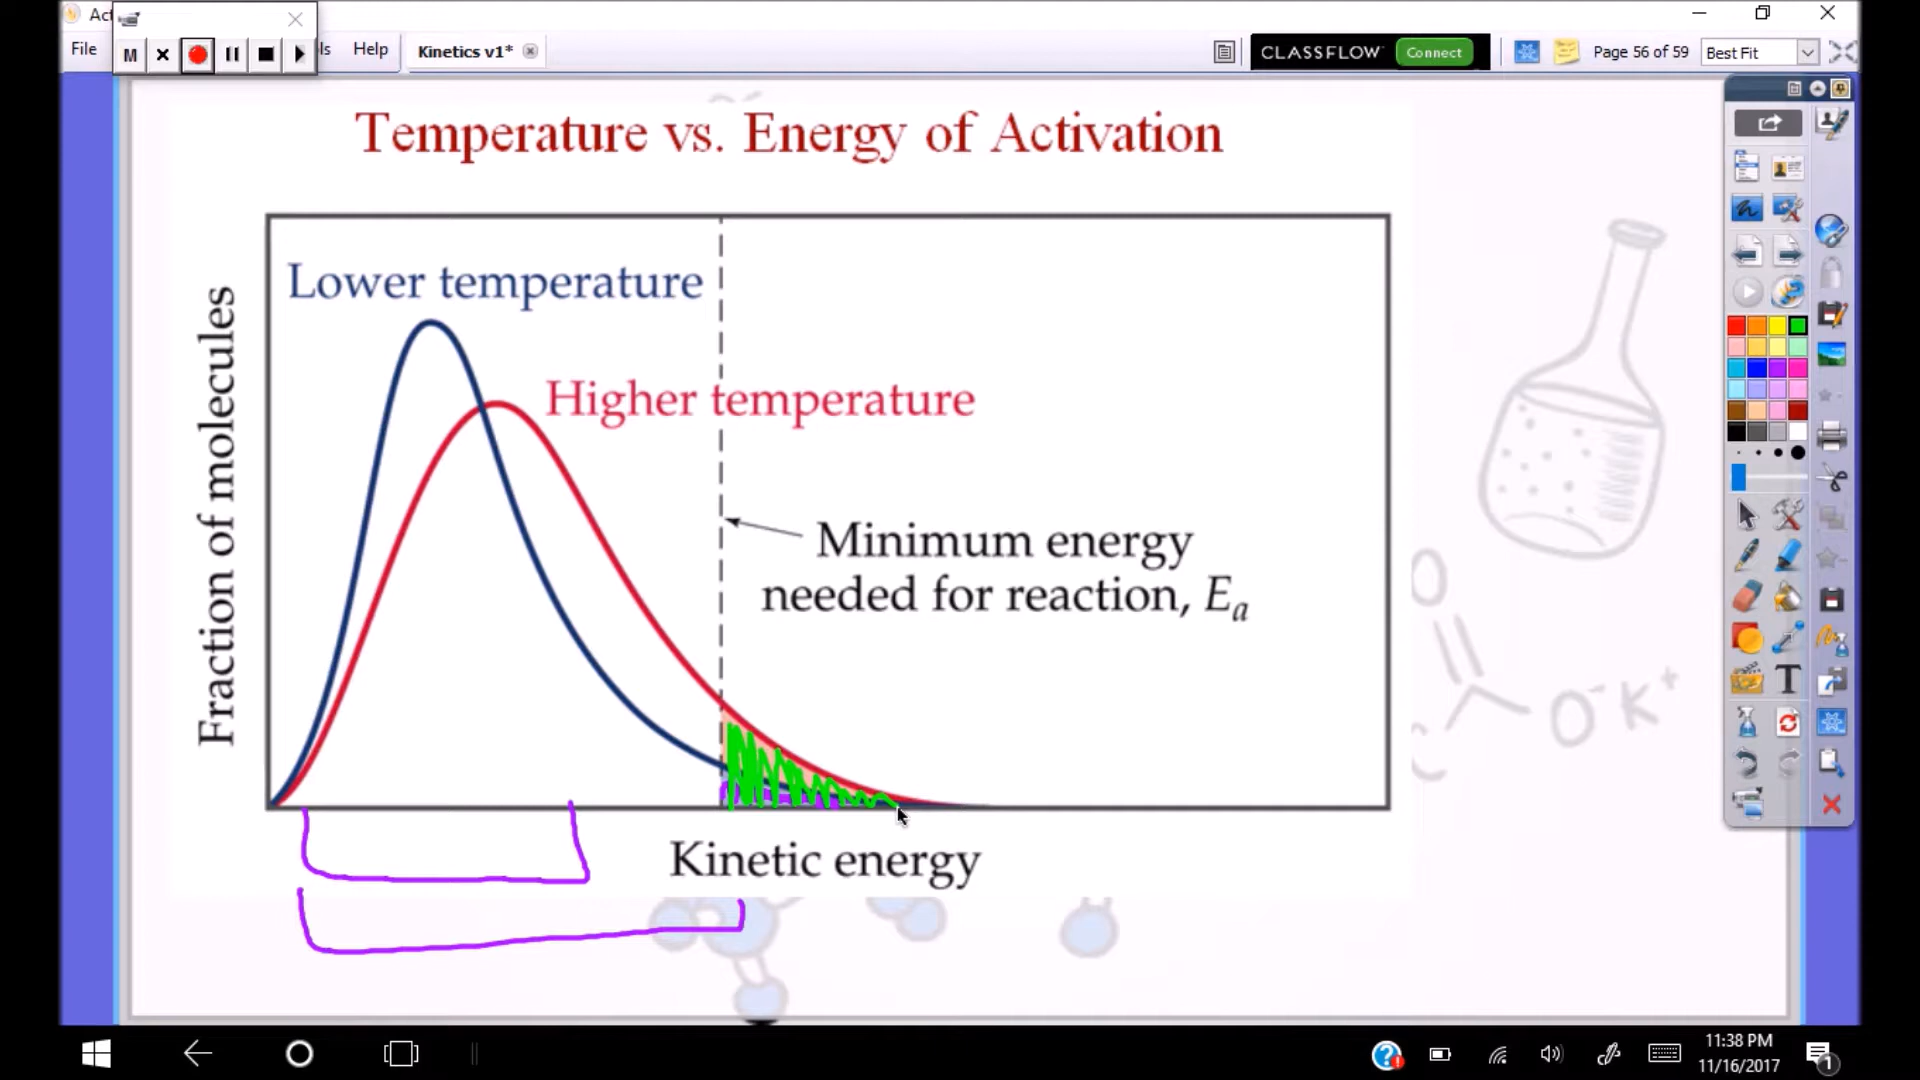 Act
File
ls
Help
Kinetics v1*
CLASSFLOW
Connect
Page 56 of 59
Best Fit
M
Temperature vs. Energy of Activation
Lower temperature
Higher temperature
Minimum energy
needed for reaction, Eₐ
Fraction of molecules
Kinetic energy
O
O⁻K⁺
C
T
11:38 PM
11/16/2017
1